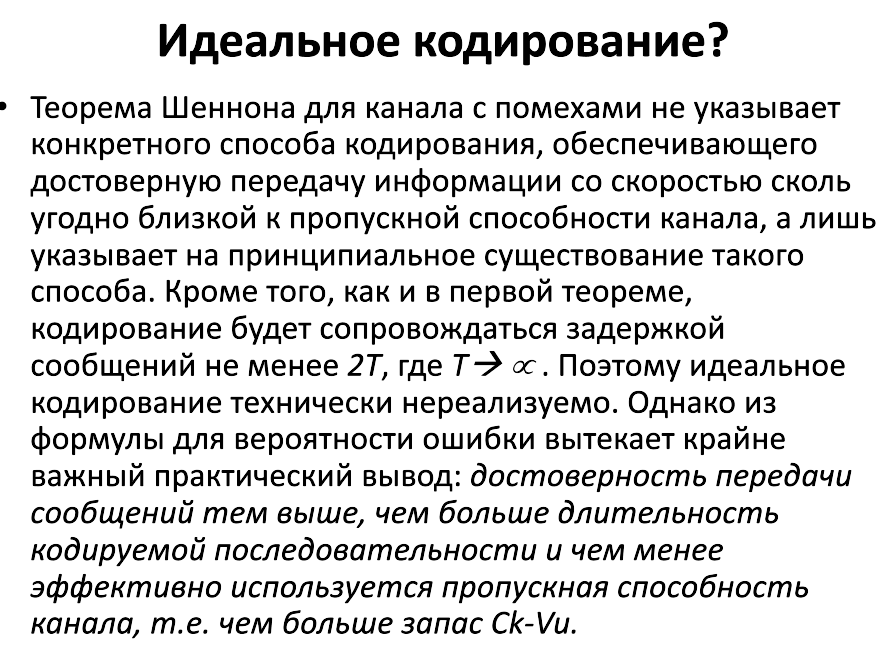 Идеальное кодирование?
• Теорема Шеннона для канала с помехами не указывает
конкретного способа кодирования, обеспечивающего
достоверную передачу информации со скоростью сколь
угодно близкой к пропускной способности канала, а лишь
указывает на принципиальное существование такого
способа. Кроме того, как и в первой теореме,
кодирование будет сопровождаться задержкой
сообщений не менее 2T, где T→ ∝ . Поэтому идеальное
кодирование технически нереализуемо. Однако из
формулы для вероятности ошибки вытекает крайне
важный практический вывод: достоверность передачи
сообщений тем выше, чем больше длительность
кодируемой последовательности и чем менее
эффективно используется пропускная способность
канала, т.е. чем больше запас Ck-Vu.